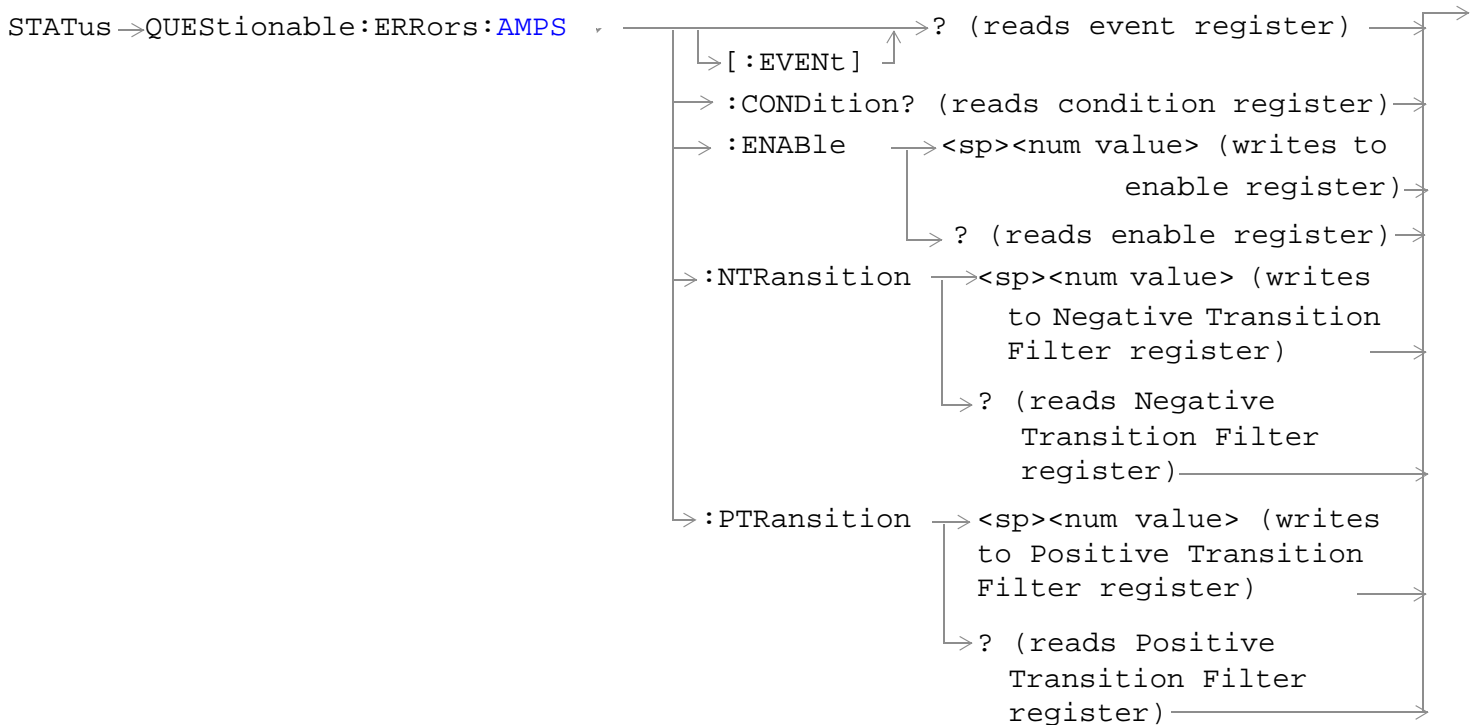 STATus QUEStionable:ERRors:AMPS ? (reads event register)
[:EVENt]
:CONDition? (reads condition register)
:ENABle <sp><num value> (writes to
enable register)
? (reads enable register)
:NTRansition <sp><num value> (writes
to Negative Transition
Filter register)
? (reads Negative
Transition Filter
register)
:PTRansition <sp><num value> (writes
to Positive Transition
Filter register)
? (reads Positive
Transition Filter
register)